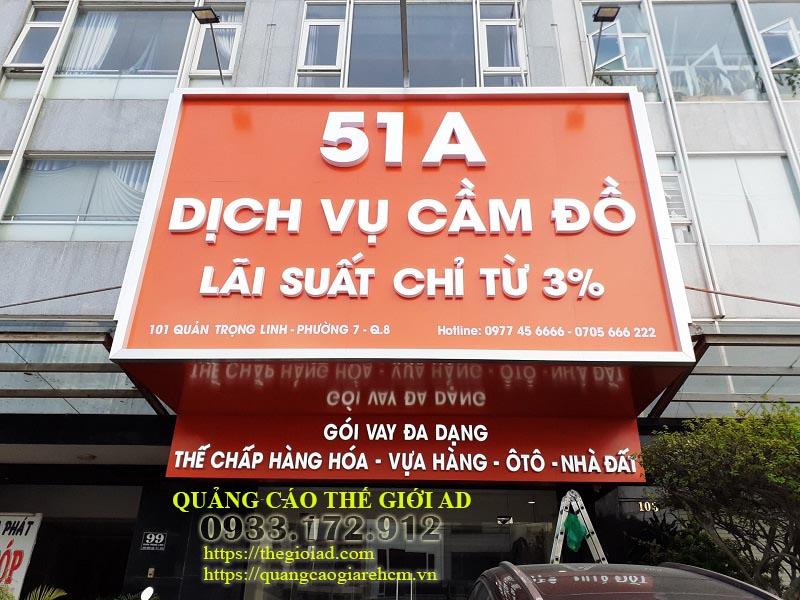 51A
DỊCH VỤ CẦM ĐỒ
LÃI SUẤT CHỈ TỪ 3%
101 QUẢN TRỌNG LINH - PHƯỜNG 7 - Q.8 Hotline: 0977 45 6666 - 0705 666 222
GÓI VAY ĐA DẠNG
THẾ CHẤP HÀNG HÓA - VỰA HÀNG - ÔTÔ - NHÀ ĐẤT
QUẢNG CÁO THẾ GIỚI AD
0933.172.912
https://thegioiad.com
https://quangcaogiarehcm.vn
99
PHÁT
ÓP